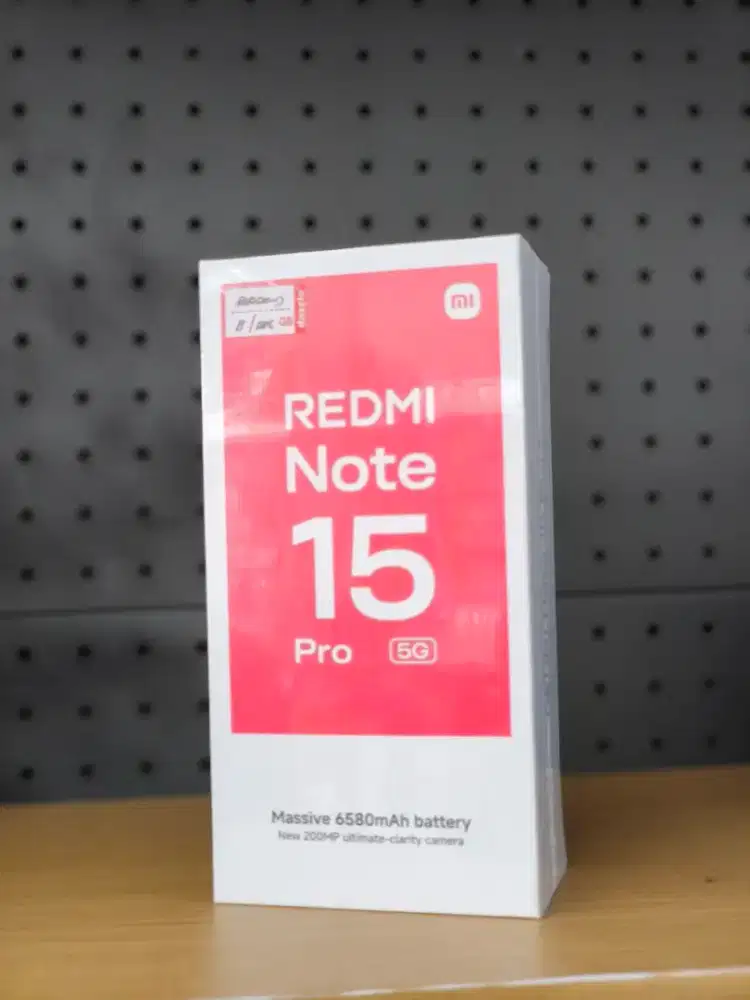 mi
REDMI
Note
15
Pro 5G
Massive 6580mAh battery
New 200MP ultimate-clarity camera